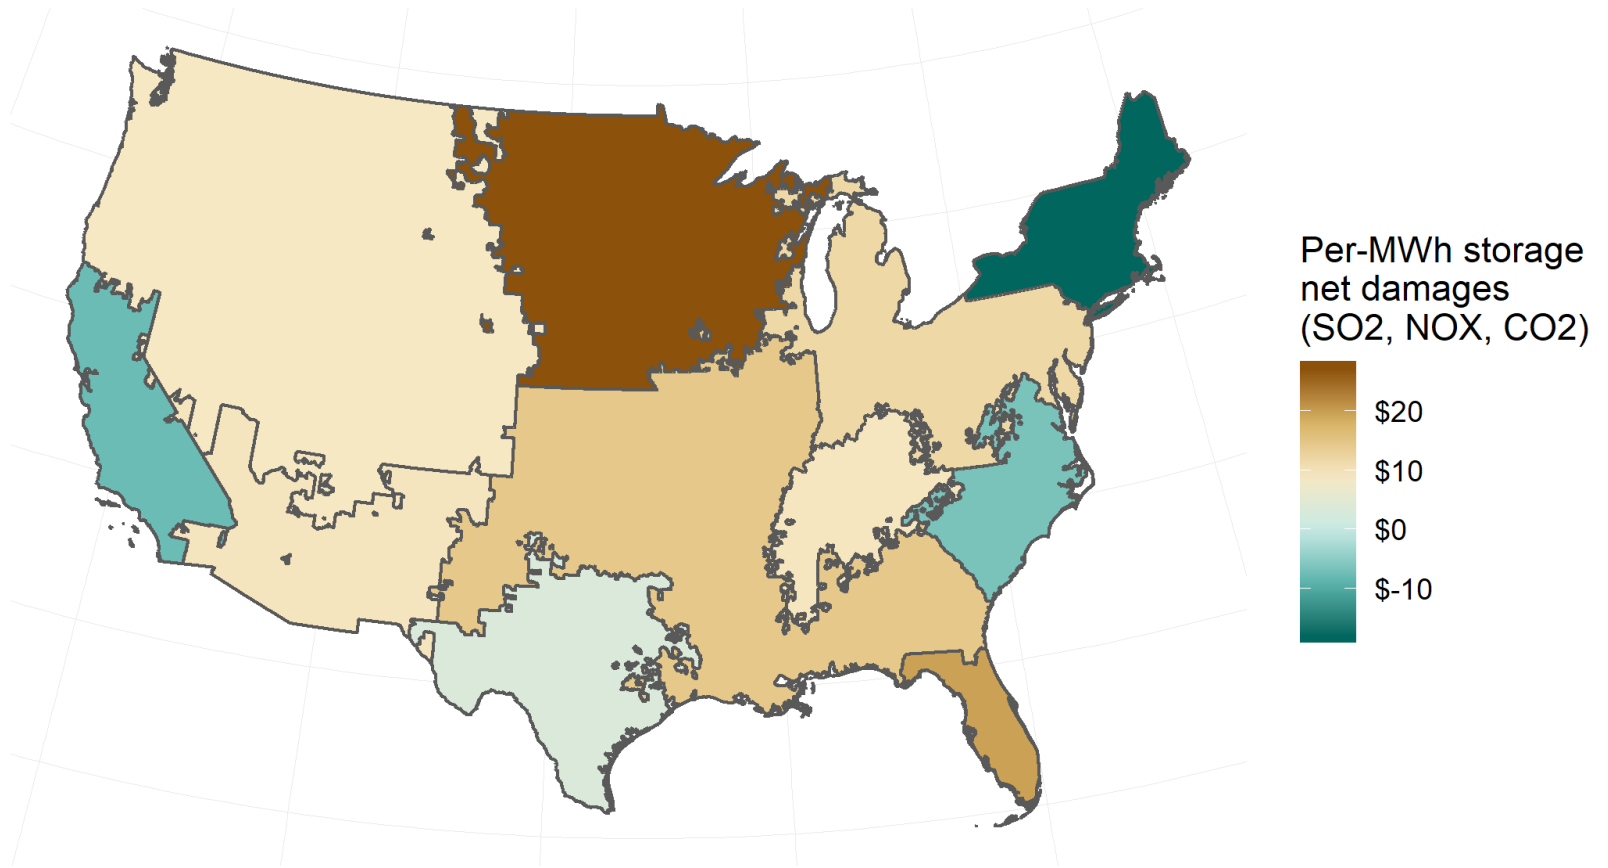 Per-MWh storage
net damages
(SO2, NOX, CO2)
$20
$10
$0
$-10